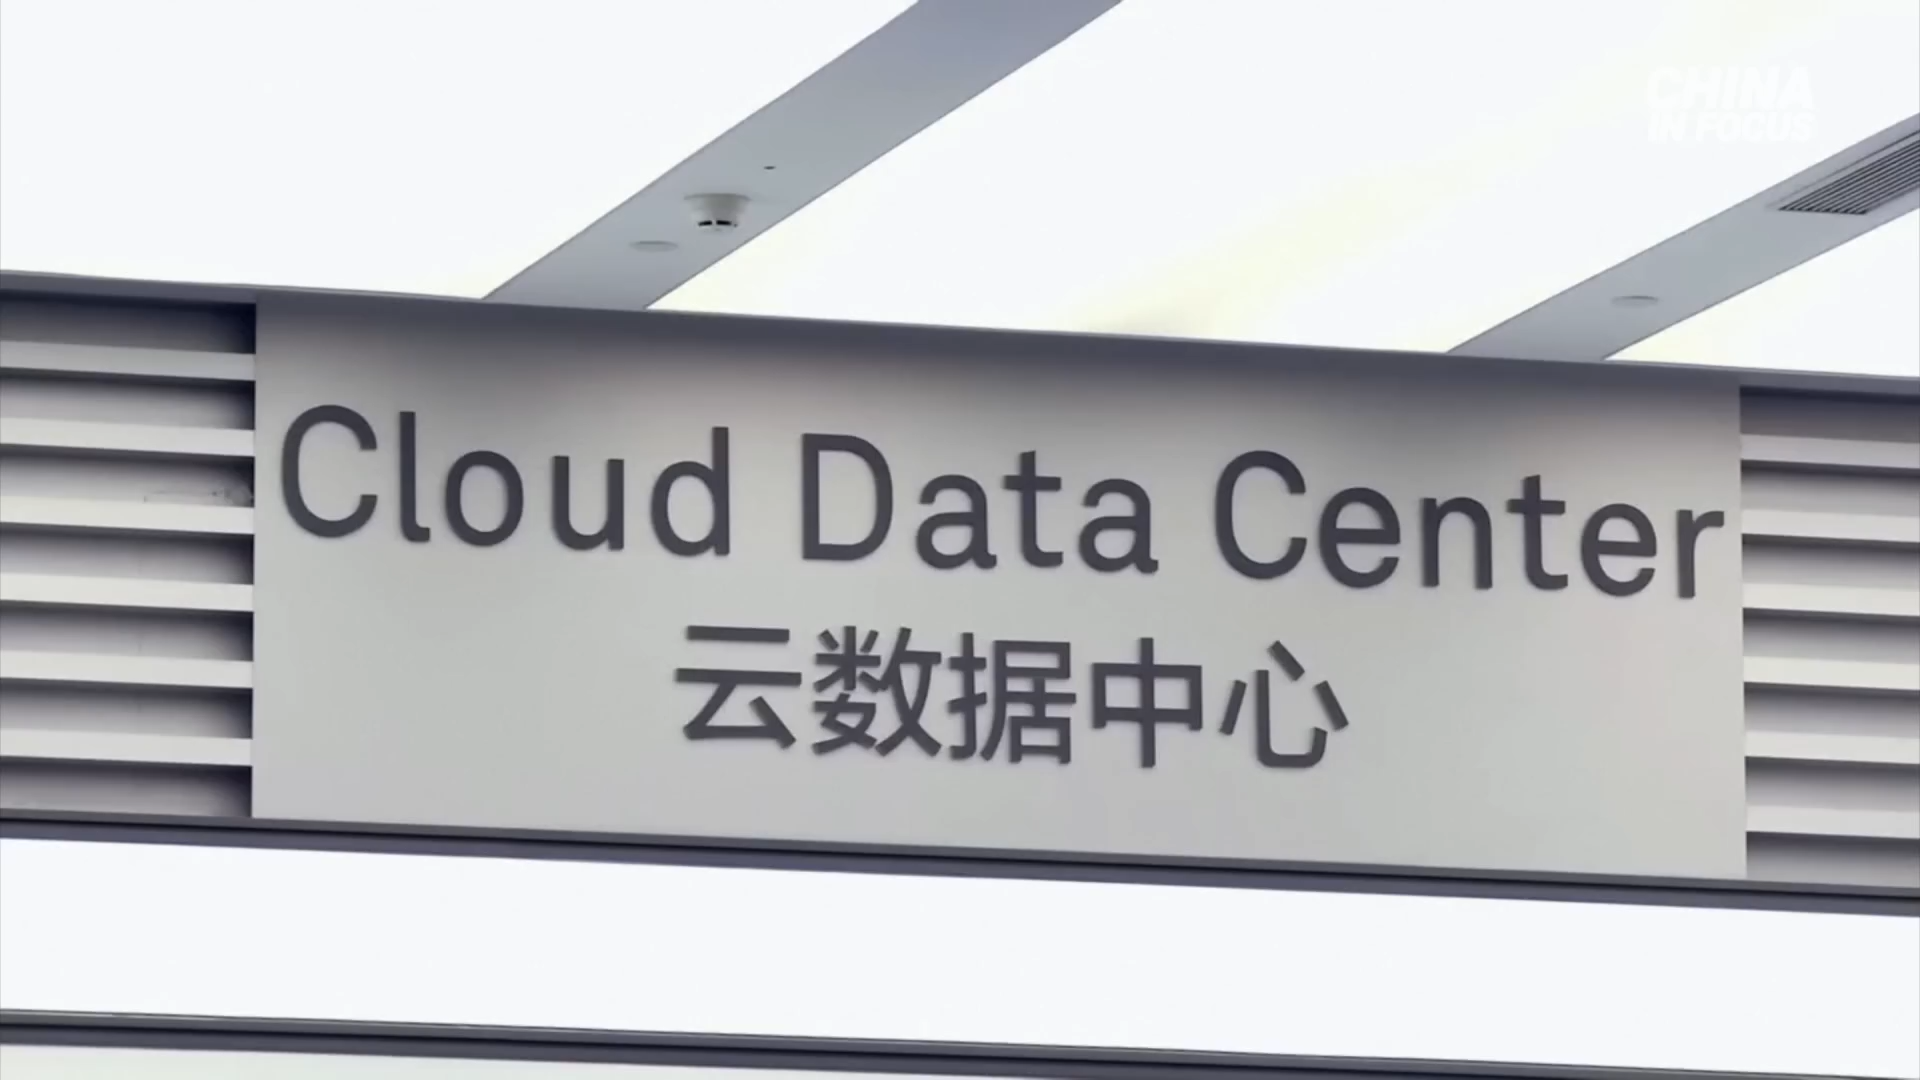 CHINA
IN FOCUS
Cloud Data Center
云数据中心